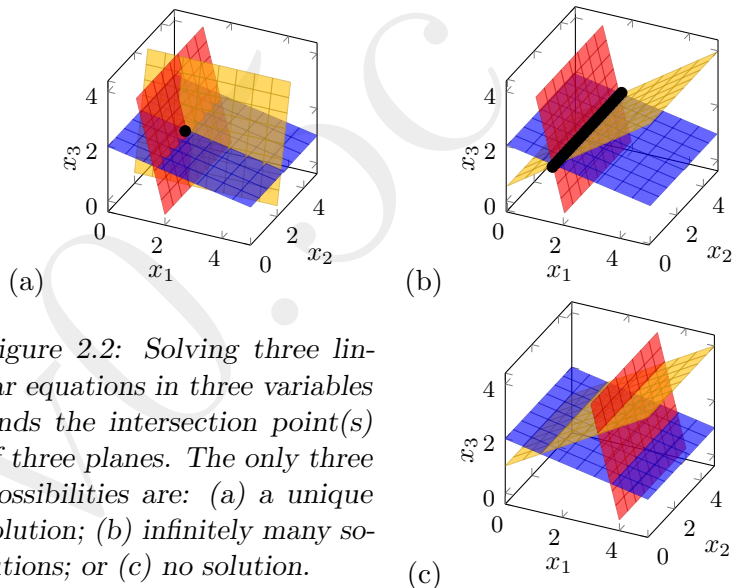 4
2
0
x₃
0
2
4
x₁
0
2
4
x₂
(a)
4
2
0
x₃
0
2
4
x₁
0
2
4
x₂
(b)
igure 2.2: Solving three lin-
ar equations in three variables
nds the intersection point(s)
f three planes. The only three
ossibilities are: (a) a unique
olution; (b) infinitely many so-
utions; or (c) no solution.
4
2
0
x₃
0
2
4
x₁
0
2
4
x₂
(c)
v0.3c